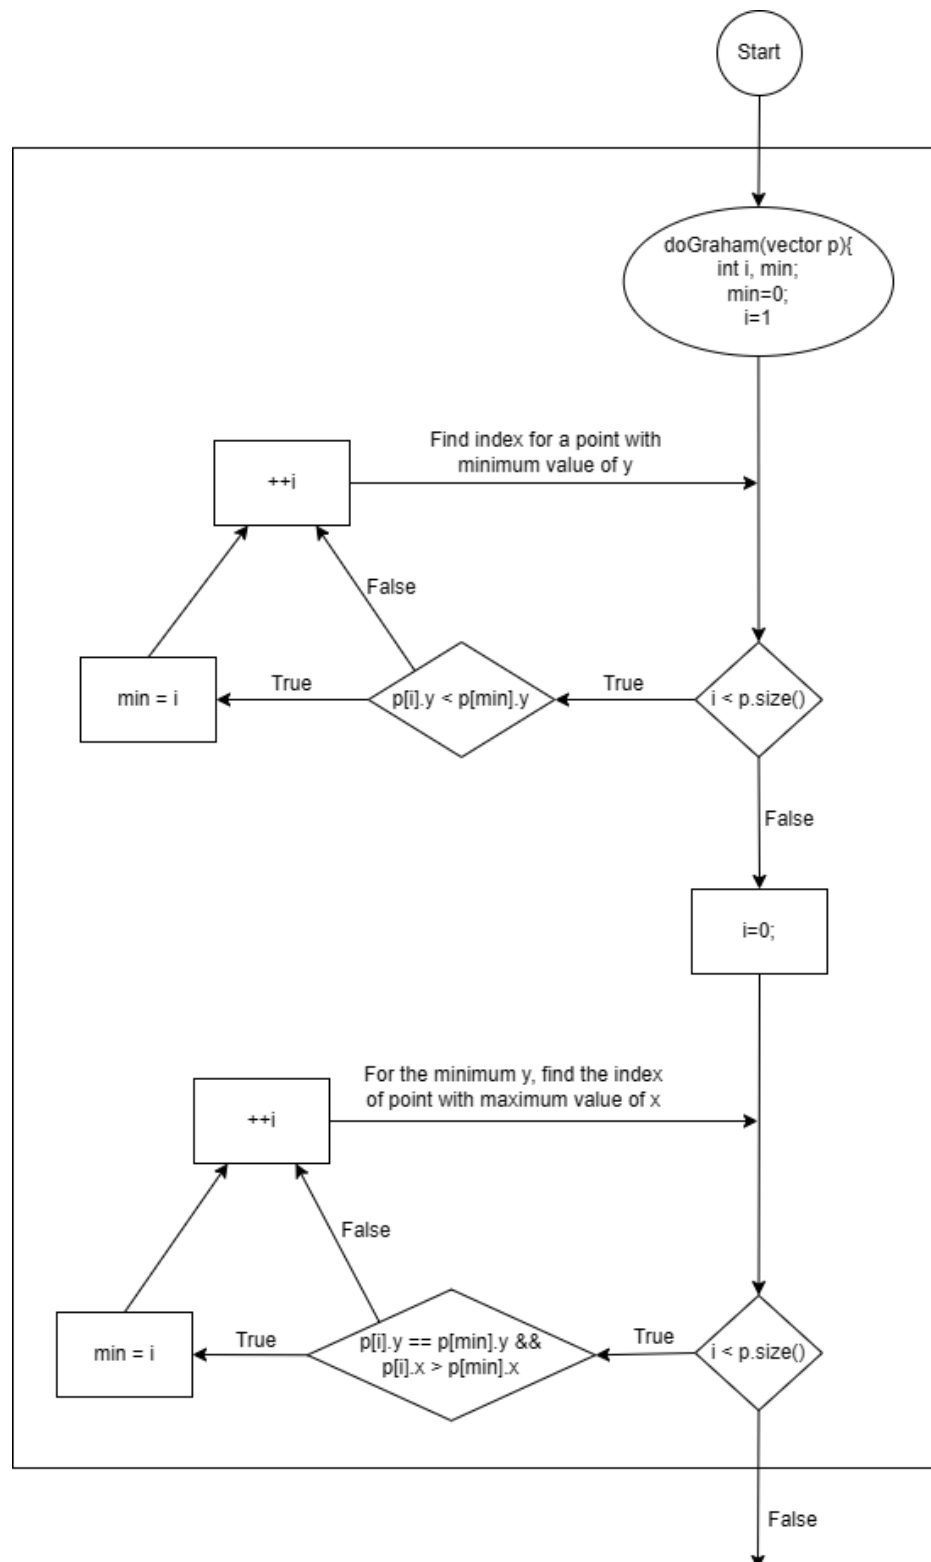 Start
doGraham(vector p){
int i, min;
min=0;
i=1
Find index for a point with
minimum value of y
++i
False
min = i
True
p[i].y < p[min].y
True
i < p.size()
False
i=0;
For the minimum y, find the index
of point with maximum value of x
++i
False
min = i
True
p[i].y == p[min].y &&
p[i].x > p[min].x
True
i < p.size()
False